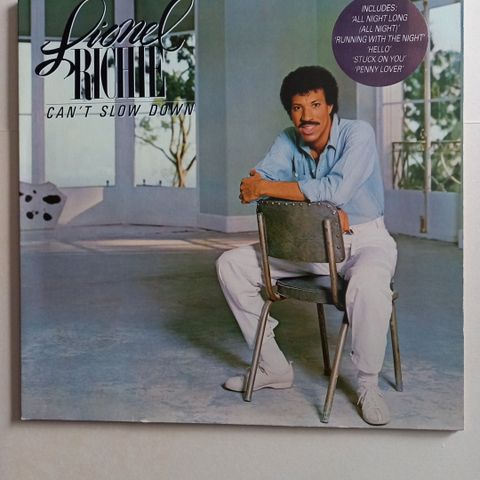 Lionel
RICHIE
CAN'T SLOW DOWN
INCLUDES:
'ALL NIGHT LONG
(ALL NIGHT)'
'RUNNING WITH THE NIGHT'
'HELLO'
'STUCK ON YOU'
'PENNY LOVER'